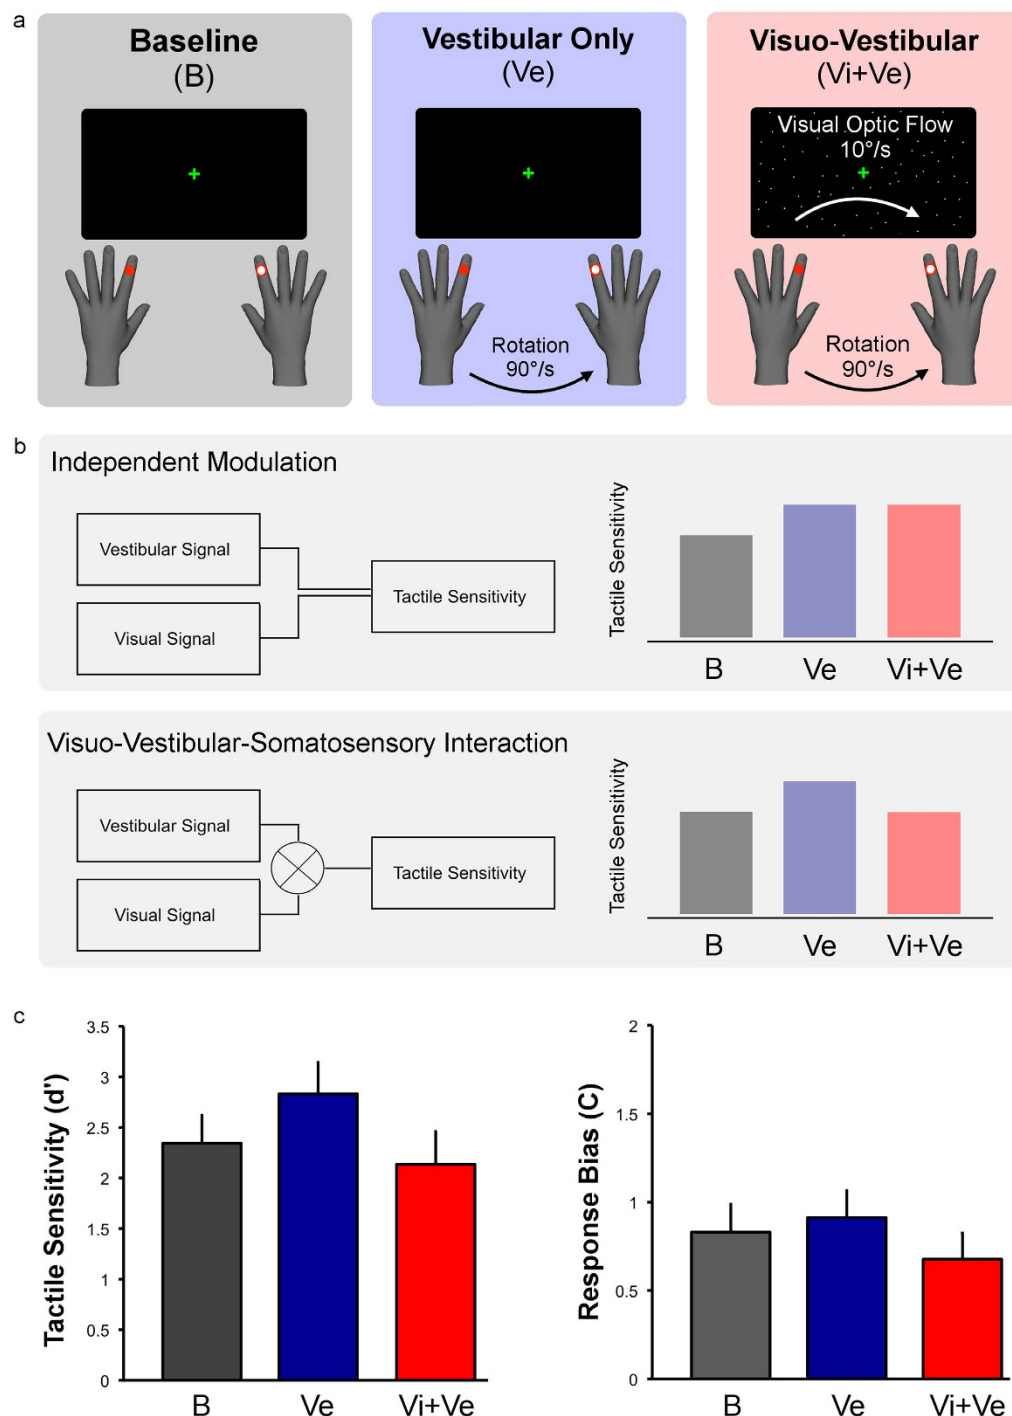 a
Baseline
(B)
Vestibular Only
(Ve)
Rotation
90°/s
Visuo-Vestibular
(Vi+Ve)
Visual Optic Flow
10°/s
Rotation
90°/s
b
Independent Modulation
Vestibular Signal
Visual Signal
Tactile Sensitivity
Tactile Sensitivity
B Ve Vi+Ve
Visuo-Vestibular-Somatosensory Interaction
Vestibular Signal
Visual Signal
Tactile Sensitivity
Tactile Sensitivity
B Ve Vi+Ve
c
Tactile Sensitivity (d')
3.5
3
2.5
2
1.5
1
0.5
0
B Ve Vi+Ve
Response Bias (C)
2
1.5
1
0.5
0
B Ve Vi+Ve